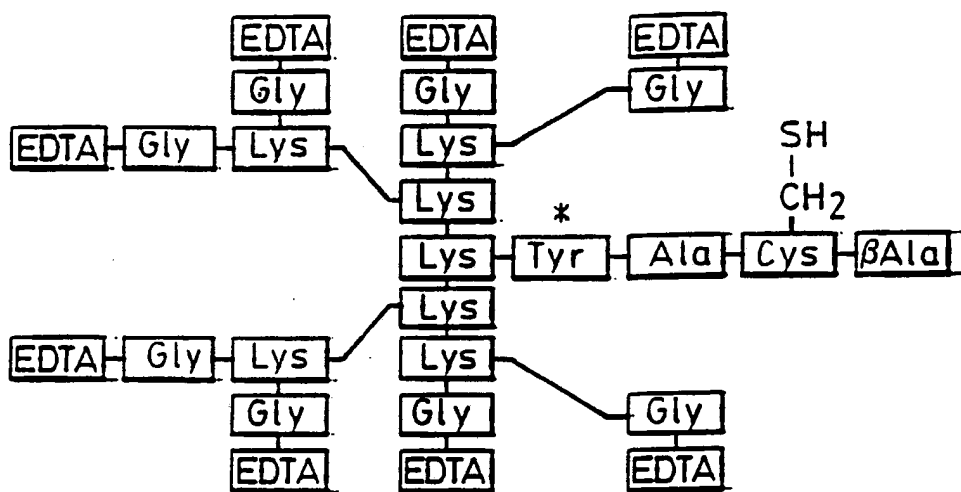 EDTA EDTA EDTA
Gly Gly Gly
EDTA Gly Lys Lys SH
Lys CH2
*
Lys Tyr Ala Cys βAla
Lys
EDTA Gly Lys Lys
Gly Gly Gly
EDTA EDTA EDTA